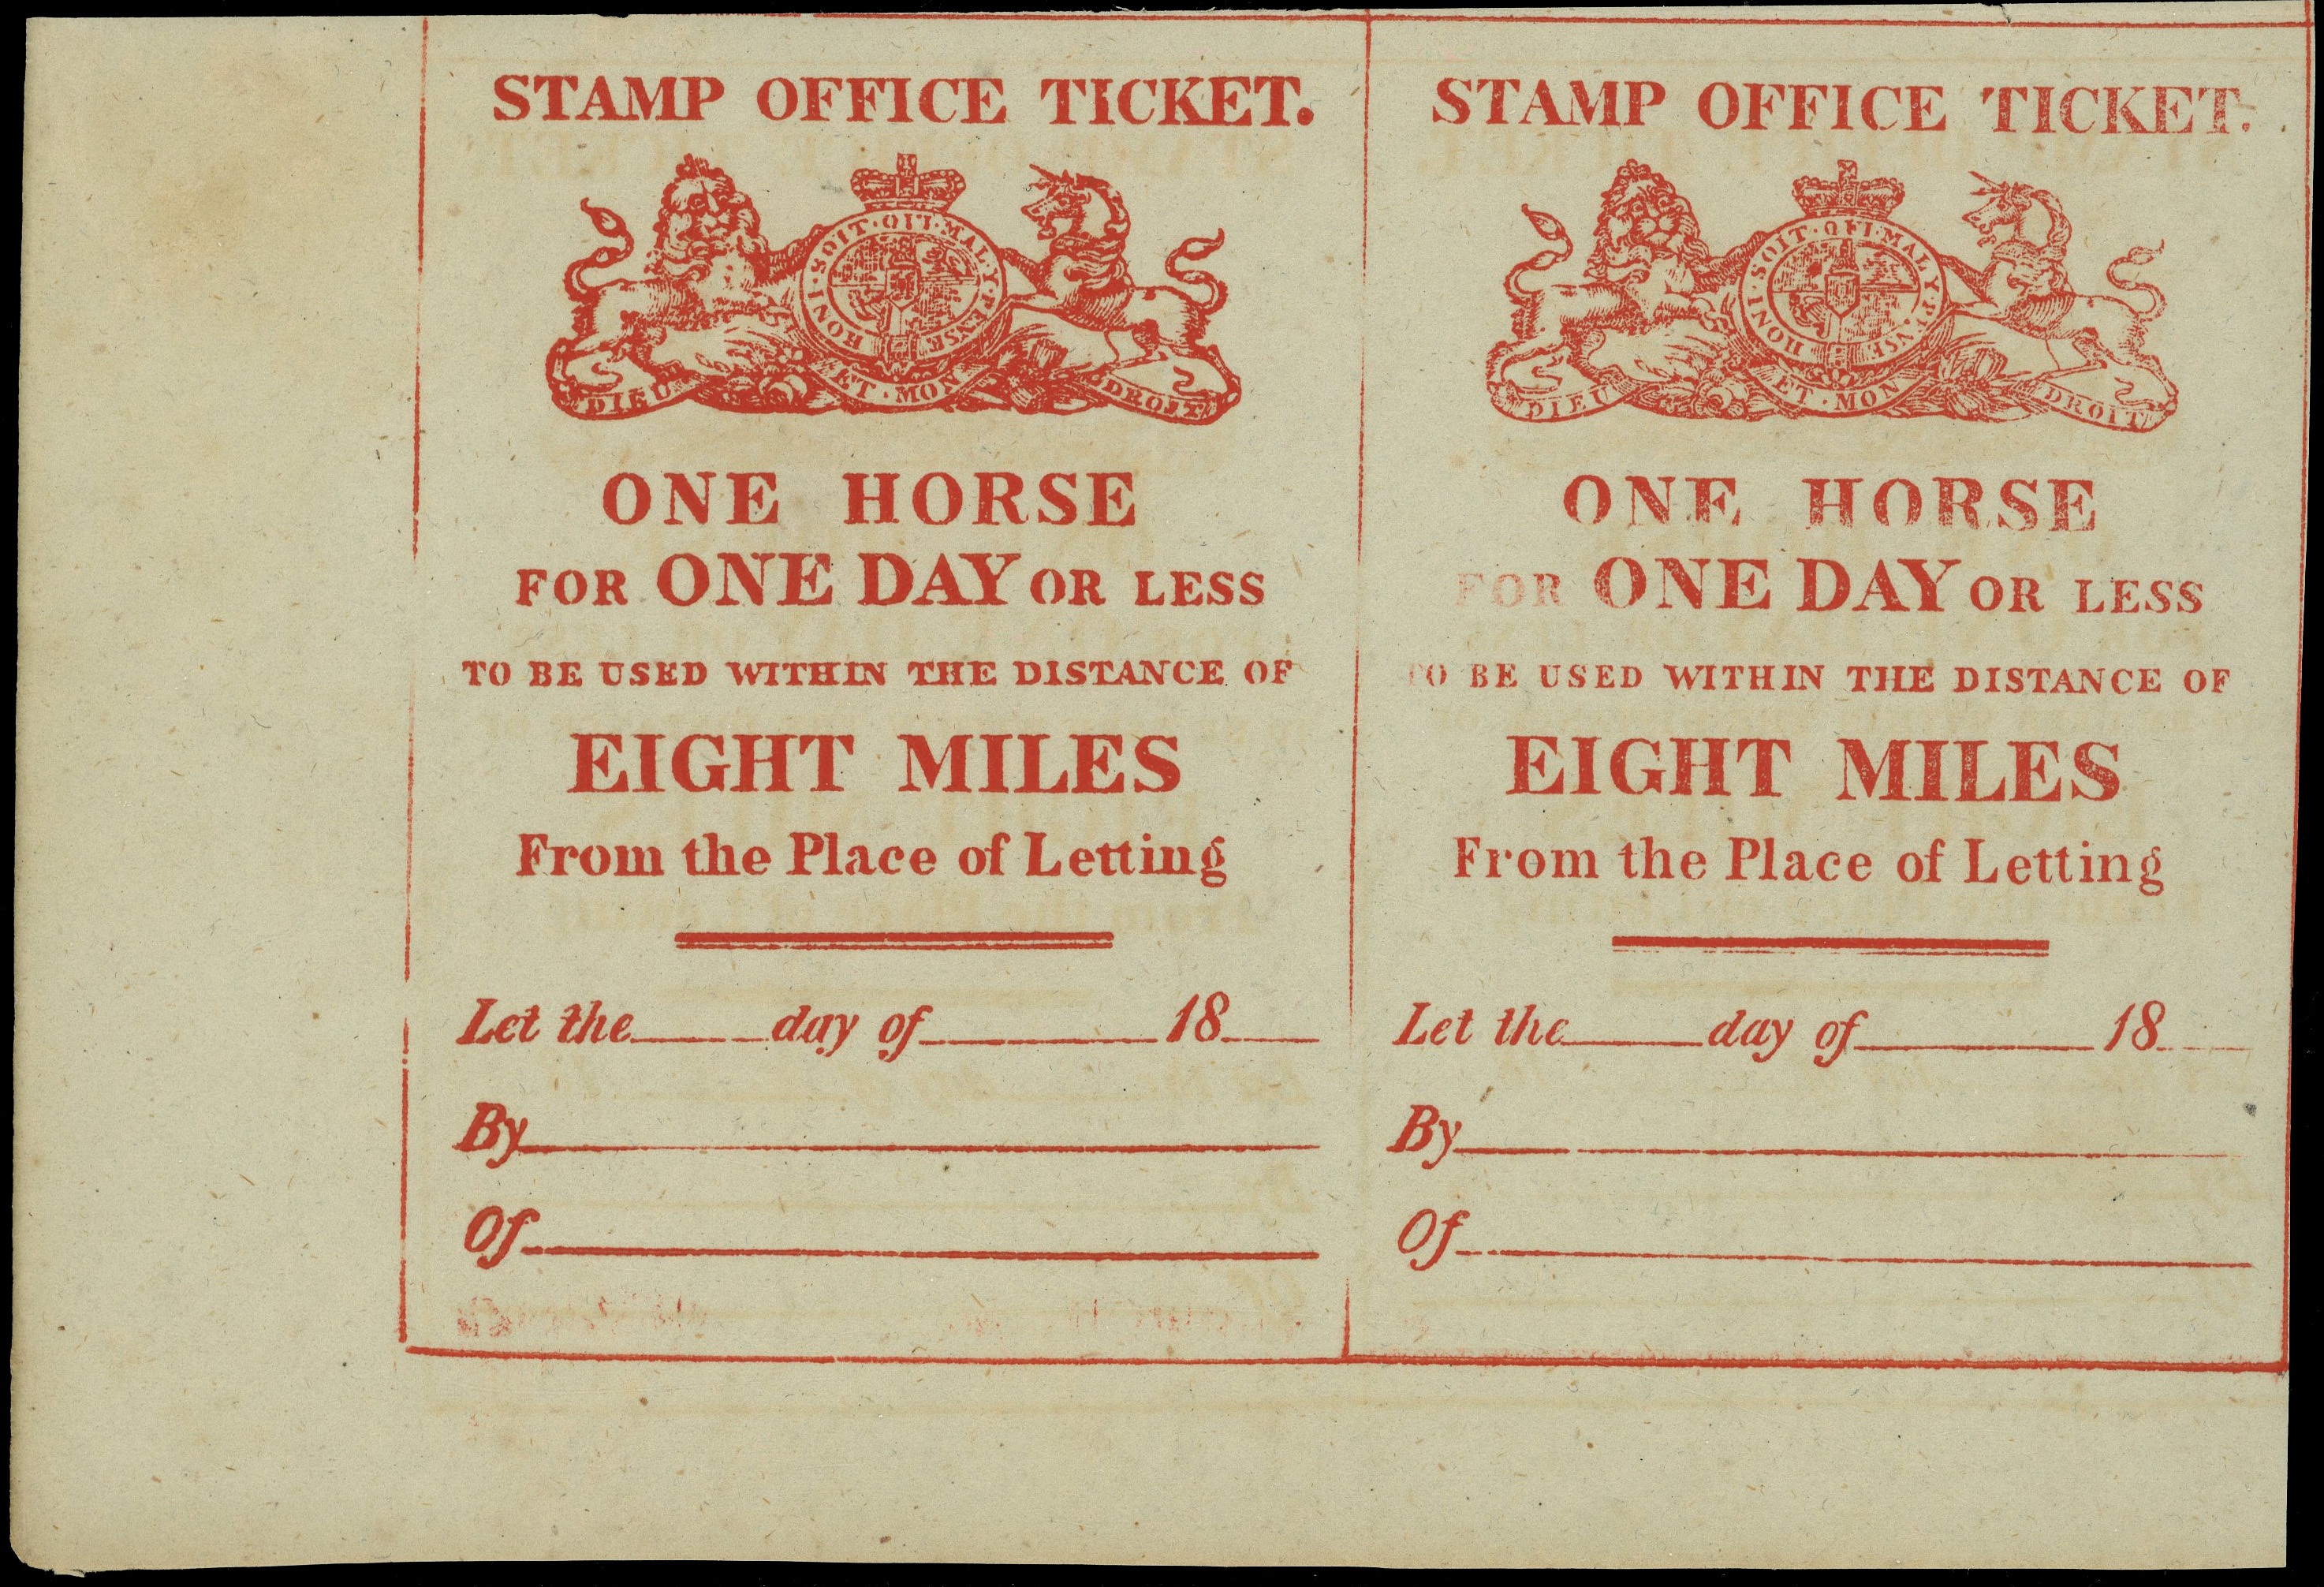 STAMP OFFICE TICKET.
HONI·SOIT·QUI·MAL·Y·PENSE
DIEU ET·MON DROIT
ONE HORSE
FOR ONE DAY OR LESS
TO BE USED WITHIN THE DISTANCE OF
EIGHT MILES
From the Place of Letting
Let the day of 18
By
Of
STAMP OFFICE TICKET.
HONI·SOIT·QUI·MAL·Y·PENSE
DIEU ET·MON DROIT
ONE HORSE
FOR ONE DAY OR LESS
TO BE USED WITHIN THE DISTANCE OF
EIGHT MILES
From the Place of Letting
Let the day of 18
By
Of